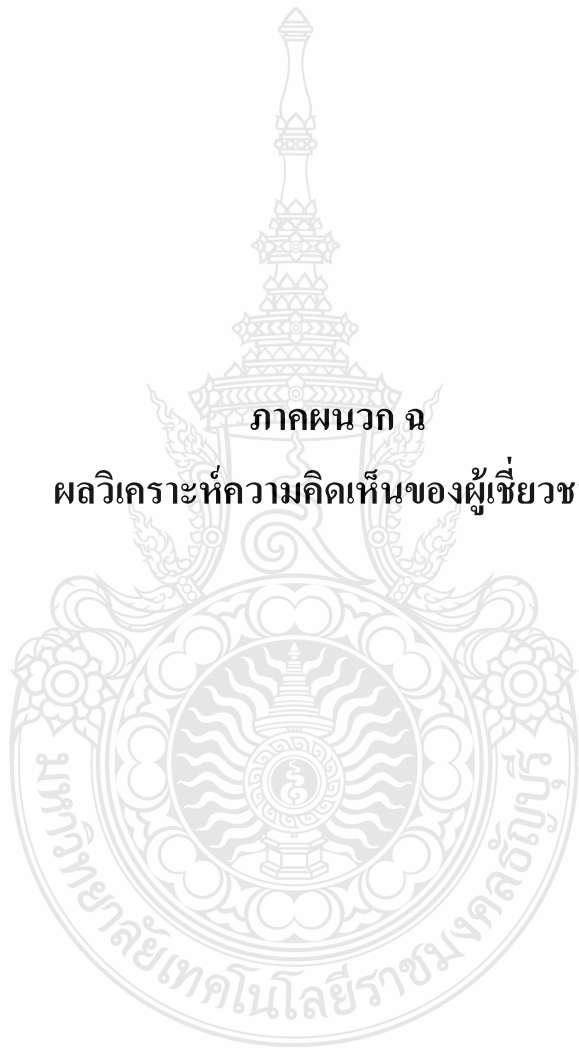 ภาคผนวก ฉ
ผลวิเคราะห์ความคิดเห็นของผู้เชี่ยวช
มหาวิทยาลัยเทคโนโลยีราชมงคลธัญบุรี